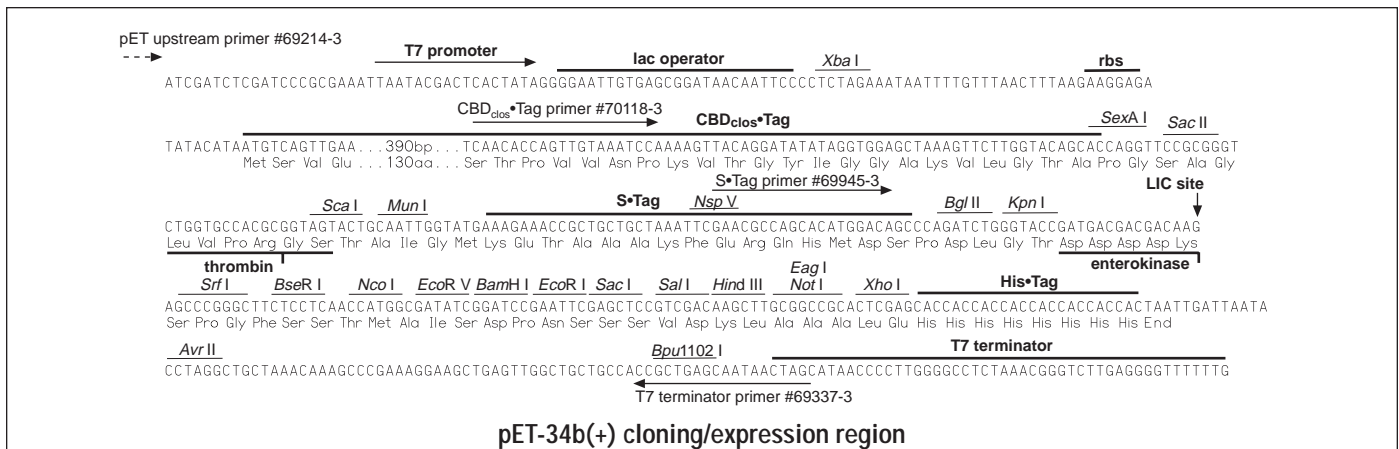 pET upstream primer #69214-3
T7 promoter lac operator Xba I rbs
ATCGATCTCGATCCCGCGAAATTAATACGACTCACTATAGGGGAATTGTGAGCGGATAACAATTCCCCTCTAGAAATAATTTTGTTTAACTTTAAGAAGGAGA
CBDclos•Tag primer #70118-3
CBDclos•Tag SexA I Sac II
TATACATAATGTCAGTTGAA...390bp...TCAACACCAGTTGTAAATCCAAAAGTTACAGGATATATAGGTGGAGCTAAAGTTCTTGGTACAGCACCAGGTTCCGCGGGT
Met Ser Val Glu ...130aa... Ser Thr Pro Val Val Asn Pro Lys Val Thr Gly Tyr Ile Gly Gly Ala Lys Val Leu Gly Thr Ala Pro Gly Ser Ala Gly
S•Tag primer #69945-3
Sca I Mun I S•Tag Nsp V Bgl II Kpn I LIC site
CTGGTGCCACGCGGTAGTACTGCAATTGGTATGAAAGAAACCGCTGCTGCTAAATTCGAACGCCAGCACATGGACAGCCCAGATCTGGGTACCGATGACGACGACAAG
Leu Val Pro Arg Gly Ser Thr Ala Ile Gly Met Lys Glu Thr Ala Ala Ala Lys Phe Glu Arg Gln His Met Asp Ser Pro Asp Leu Gly Thr Asp Asp Asp Asp Lys
thrombin enterokinase
Eag I
Srf I BseR I Nco I EcoR V BamH I EcoR I Sac I Sal I Hind III Not I Xho I His•Tag
AGCCCGGGCTTCTCCTCAACCATGGCGATATCGGATCCGAATTCGAGCTCCGTCGACAAGCTTGCGGCCGCACTCGAGCACCACCACCACCACCACCACCACTAATTGATTAATA
Ser Pro Gly Phe Ser Ser Thr Met Ala Ile Ser Asp Pro Asn Ser Ser Ser Val Asp Lys Leu Ala Ala Ala Leu Glu His His His His His His His His End
Avr II Bpu1102 I T7 terminator
CCTAGGCTGCTAAACAAAGCCCGAAAGGAAGCTGAGTTGGCTGCTGCCACCGCTGAGCAATAACTAGCATAACCCCTTGGGGCCTCTAAACGGGTCTTGAGGGGTTTTTTG
T7 terminator primer #69337-3
pET-34b(+) cloning/expression region